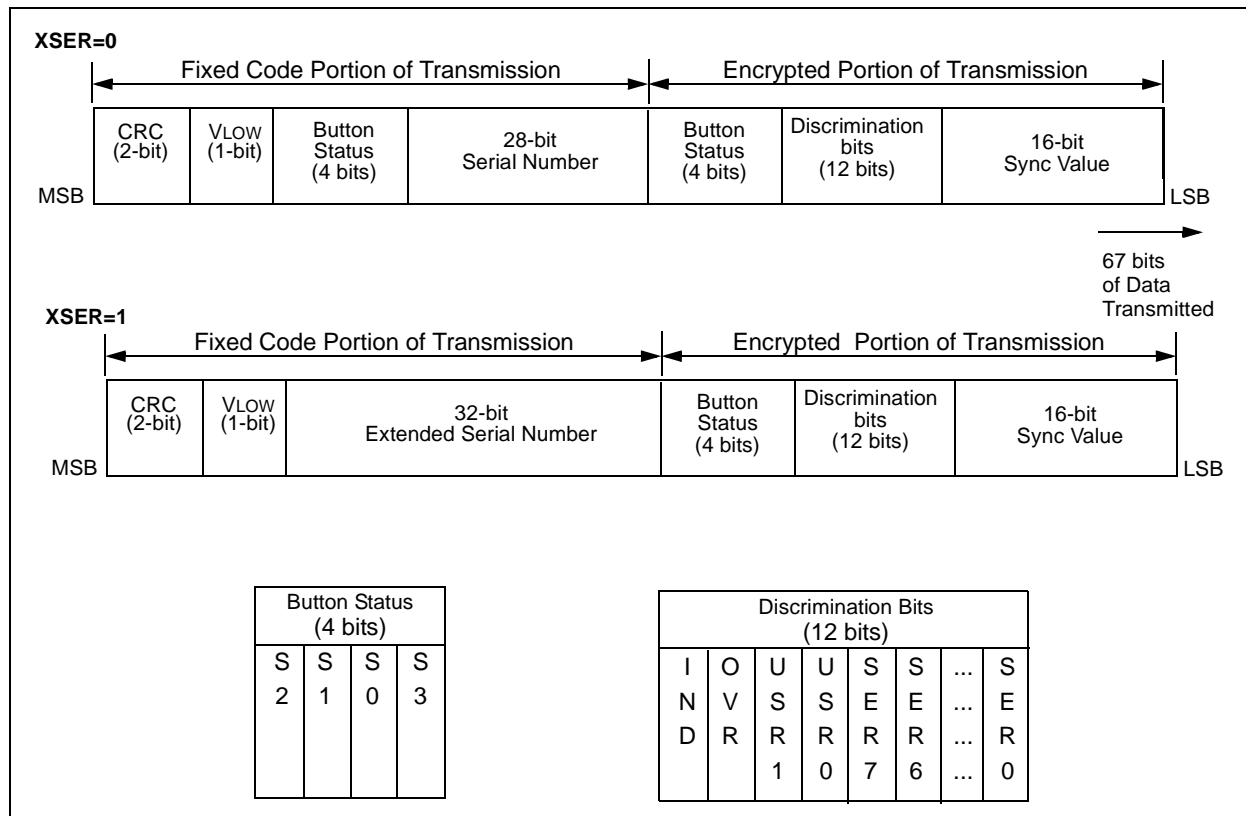 XSER=0
Fixed Code Portion of Transmission
Encrypted Portion of Transmission
CRC
(2-bit)
VLOW
(1-bit)
Button
Status
(4 bits)
28-bit
Serial Number
Button
Status
(4 bits)
Discrimination
bits
(12 bits)
16-bit
Sync Value
MSB
LSB
67 bits
of Data
Transmitted
XSER=1
Fixed Code Portion of Transmission
Encrypted Portion of Transmission
CRC
(2-bit)
VLOW
(1-bit)
32-bit
Extended Serial Number
Button
Status
(4 bits)
Discrimination
bits
(12 bits)
16-bit
Sync Value
MSB
LSB
Button Status
(4 bits)
S S S S
2 1 0 3
Discrimination Bits
(12 bits)
I O U U S S ... S
N V S S E E ... E
D R R R R R ... R
1 0 7 6 ... 0